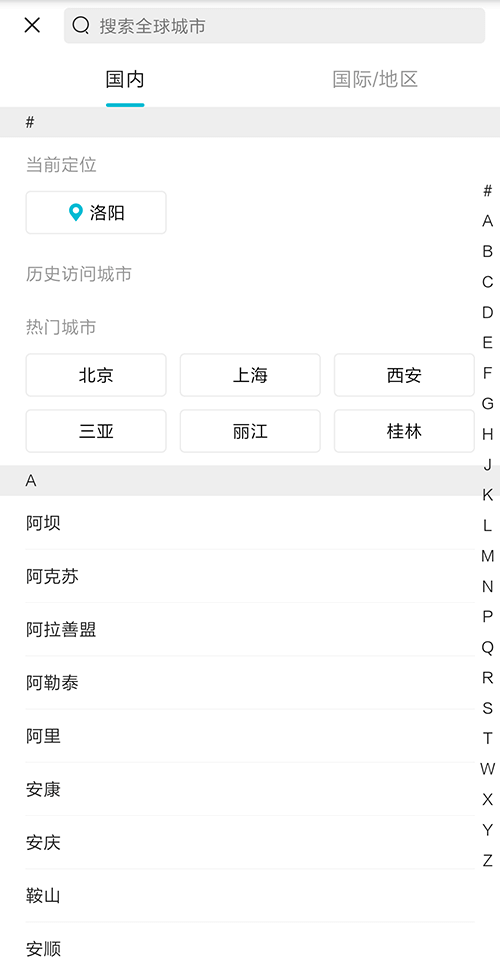 搜索全球城市
国内 国际/地区
#
当前定位
洛阳
历史访问城市
热门城市
北京 上海 西安
三亚 丽江 桂林
A
阿坝
阿克苏
阿拉善盟
阿勒泰
阿里
安康
安庆
鞍山
安顺
#
A
B
C
D
E
F
G
H
J
K
L
M
N
P
Q
R
S
T
W
X
Y
Z